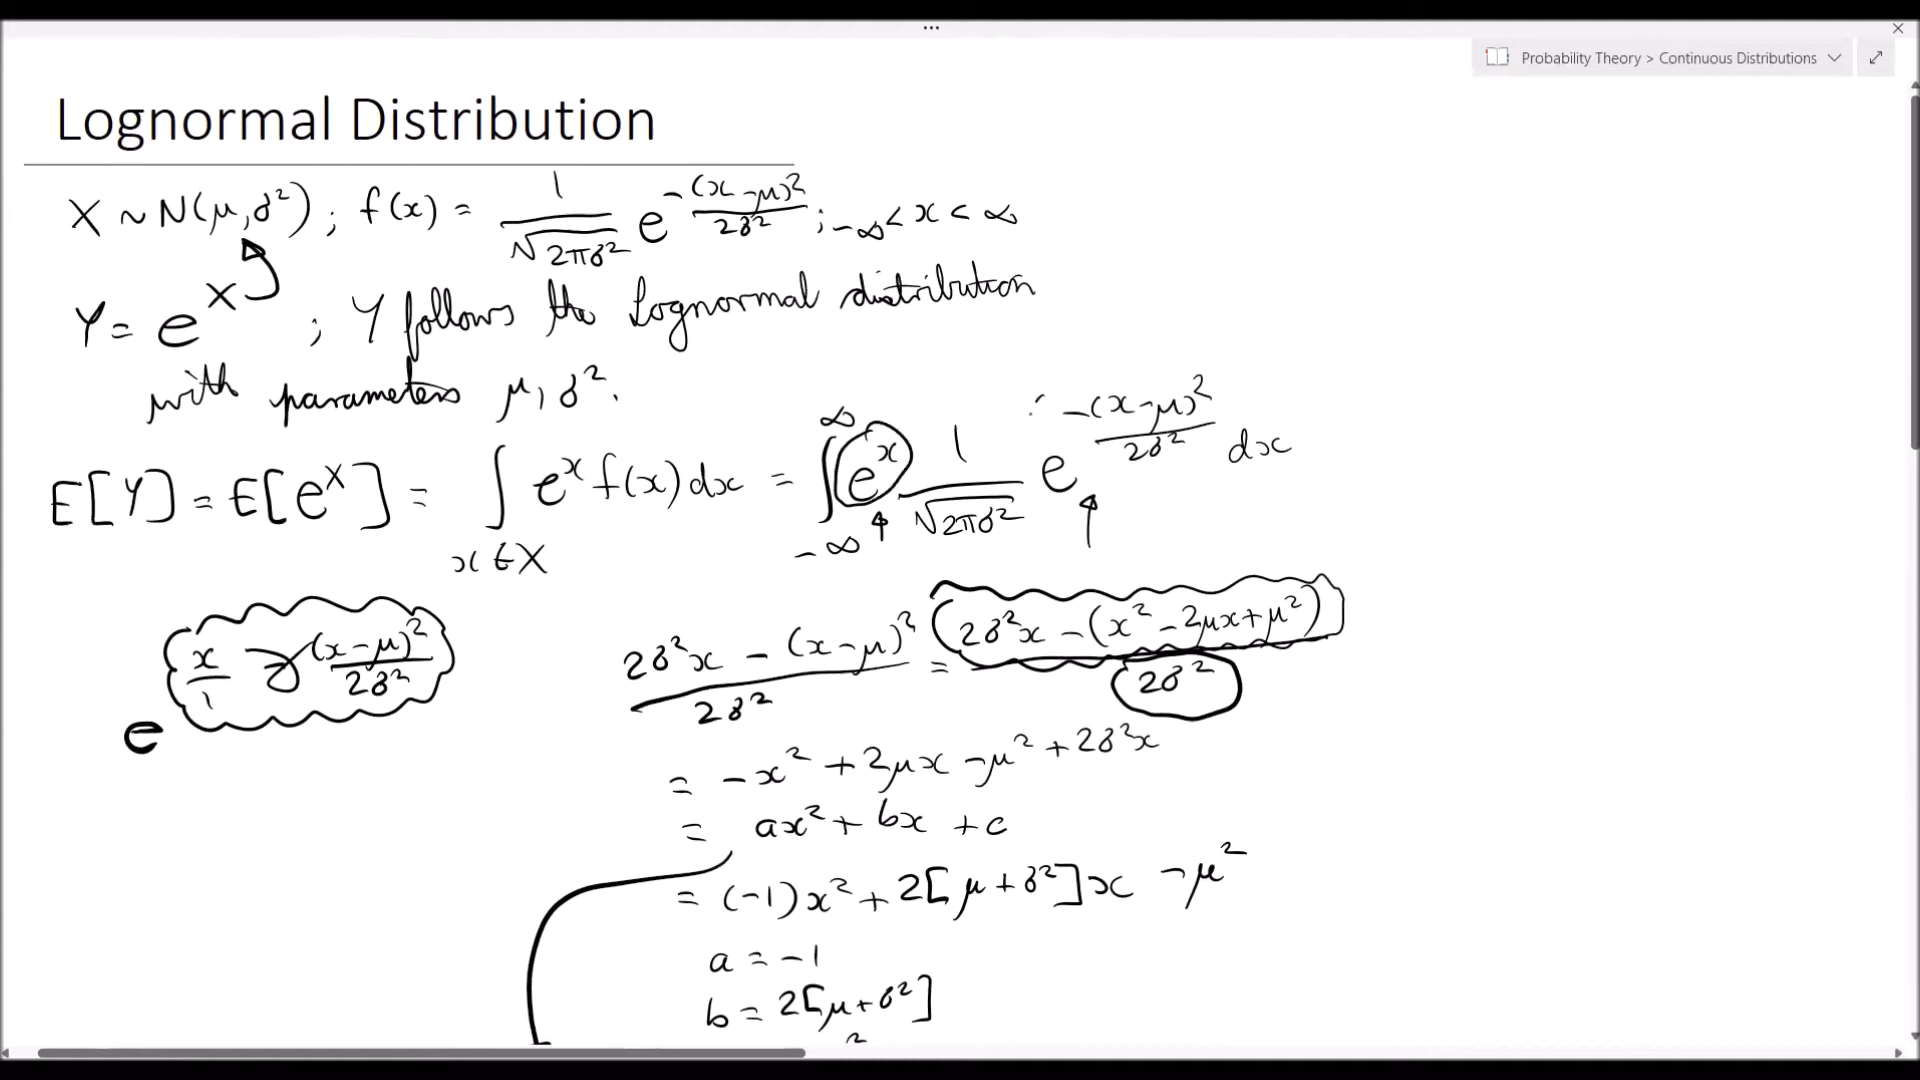 Probability Theory > Continuous Distributions
Lognormal Distribution
X ~ N(μ, σ²) ; f(x) = 1/√(2πσ²) e^(-(x-μ)²/2σ²) ; -∞ < x < ∞
Y = e^X ; Y follows the Lognormal distribution
with parameters μ, σ².
E[Y] = E[e^X] = ∫_{x∈X} e^x f(x) dx = ∫_{-∞}^{∞} e^x 1/√(2πσ²) e^(-(x-μ)²/2σ²) dx
e^(x/1 - (x-μ)²/2σ²)
(2σ²x - (x-μ)²)/2σ² = (2σ²x - (x² - 2μx + μ²))/2σ²
= -x² + 2μx - μ² + 2σ²x
= ax² + bx + c
= (-1)x² + 2[μ+σ²]x - μ²
a = -1
b = 2[μ+σ²]
2